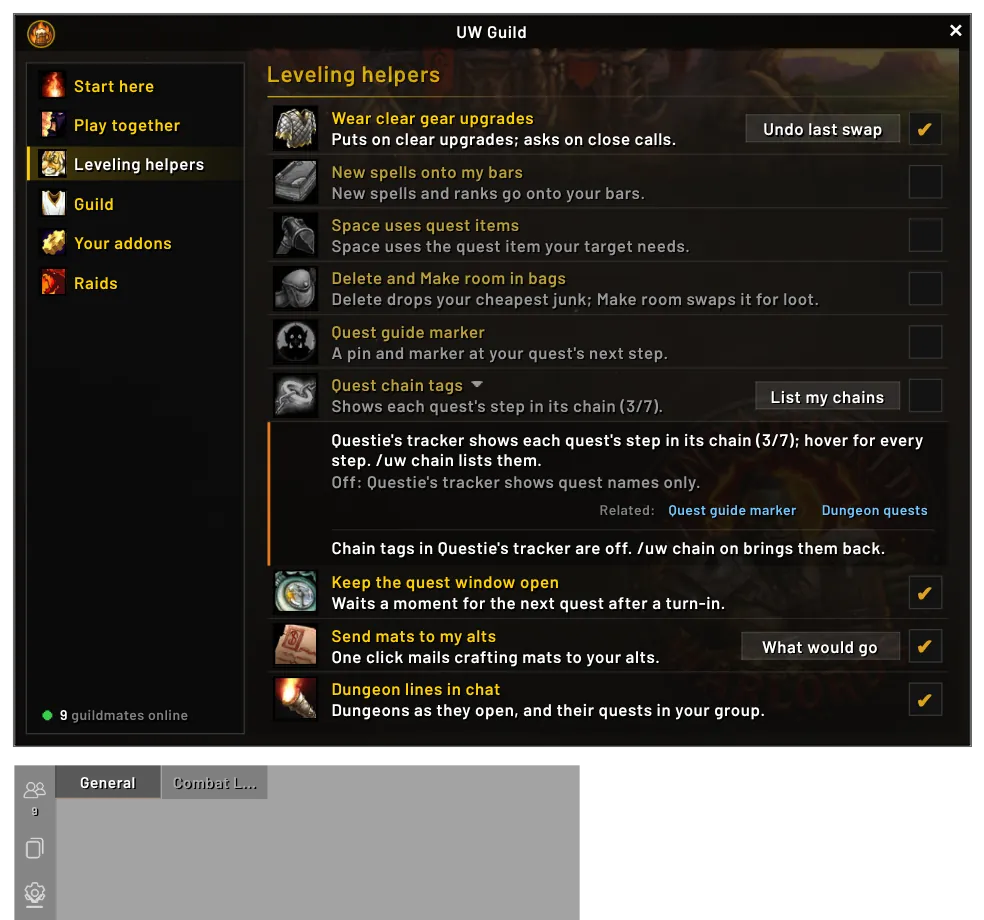 UW Guild
Start here
Play together
Leveling helpers
Guild
Your addons
Raids
9 guildmates online
Leveling helpers
Wear clear gear upgrades
Puts on clear upgrades; asks on close calls.
Undo last swap
New spells onto my bars
New spells and ranks go onto your bars.
Space uses quest items
Space uses the quest item your target needs.
Delete and Make room in bags
Delete drops your cheapest junk; Make room swaps it for loot.
Quest guide marker
A pin and marker at your quest's next step.
Quest chain tags
Shows each quest's step in its chain (3/7).
List my chains
Questie's tracker shows each quest's step in its chain (3/7); hover for every
step. /uw chain lists them.
Off: Questie's tracker shows quest names only.
Related: Quest guide marker Dungeon quests
Chain tags in Questie's tracker are off. /uw chain on brings them back.
Keep the quest window open
Waits a moment for the next quest after a turn-in.
Send mats to my alts
One click mails crafting mats to your alts.
What would go
Dungeon lines in chat
Dungeons as they open, and their quests in your group.
General
Combat L...
9